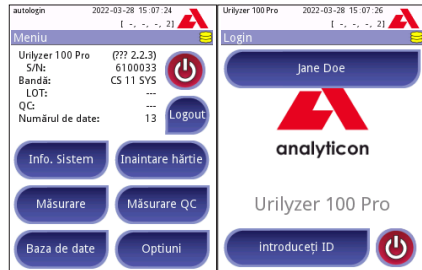 autologin 2022-03-28 15:07:24
[ -, -, -, 2]
Meniu
Urilyzer 100 Pro (??? 2.2.3)
S/N: 6100033
Bandă: CS 11 SYS
LOT: ---
QC: ---
Numărul de date: 13
Logout
Info. Sistem
Inaintare hărtie
Măsurare
Măsurare QC
Baza de date
Optiuni
Urilyzer 100 Pro 2022-03-28 15:07:26
[ -, -, -, 2]
Login
Jane Doe
analyticon
Urilyzer 100 Pro
introduceți ID